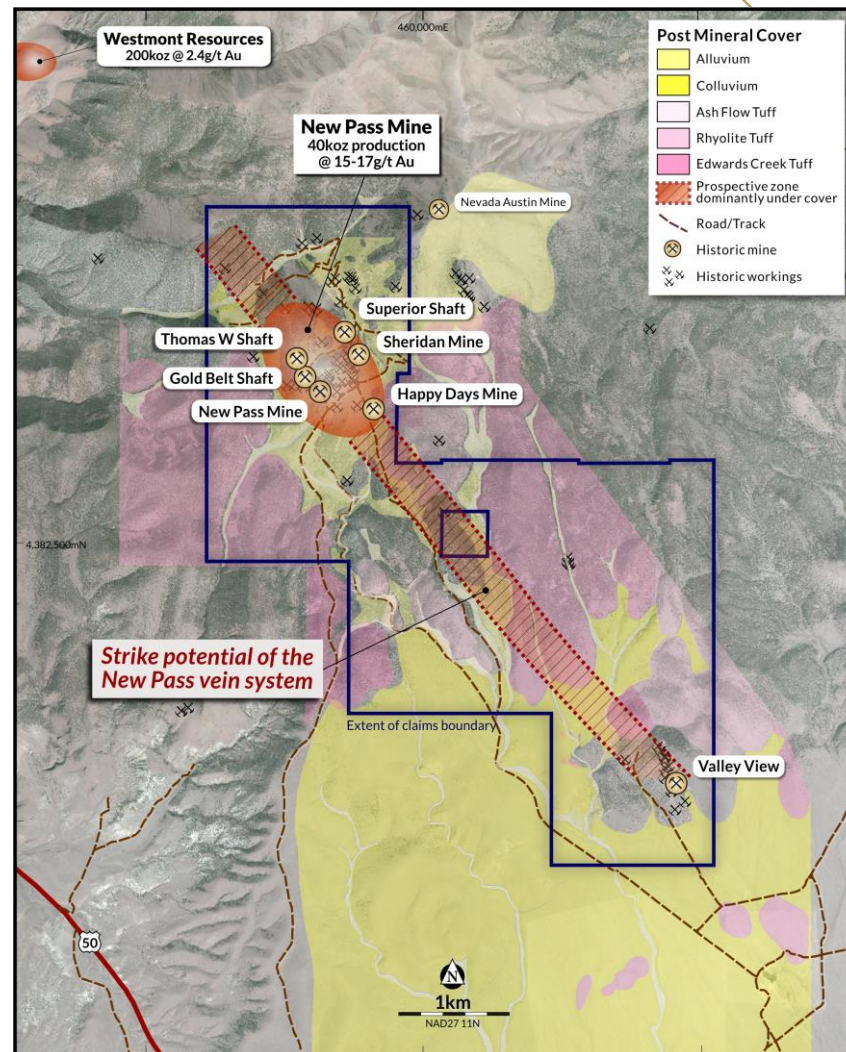 460,000mE
Westmont Resources
200koz @ 2.4g/t Au
New Pass Mine
40koz production
@ 15-17g/t Au
Post Mineral Cover
Alluvium
Colluvium
Ash Flow Tuff
Rhyolite Tuff
Edwards Creek Tuff
Prospective zone
dominantly under cover
Road/Track
Historic mine
Historic workings
Nevada Austin Mine
Superior Shaft
Thomas W Shaft
Sheridan Mine
Gold Belt Shaft
Happy Days Mine
New Pass Mine
4,382,500mN
Strike potential of the
New Pass vein system
Extent of claims boundary
Valley View
50
N
1km
NAD27 11N